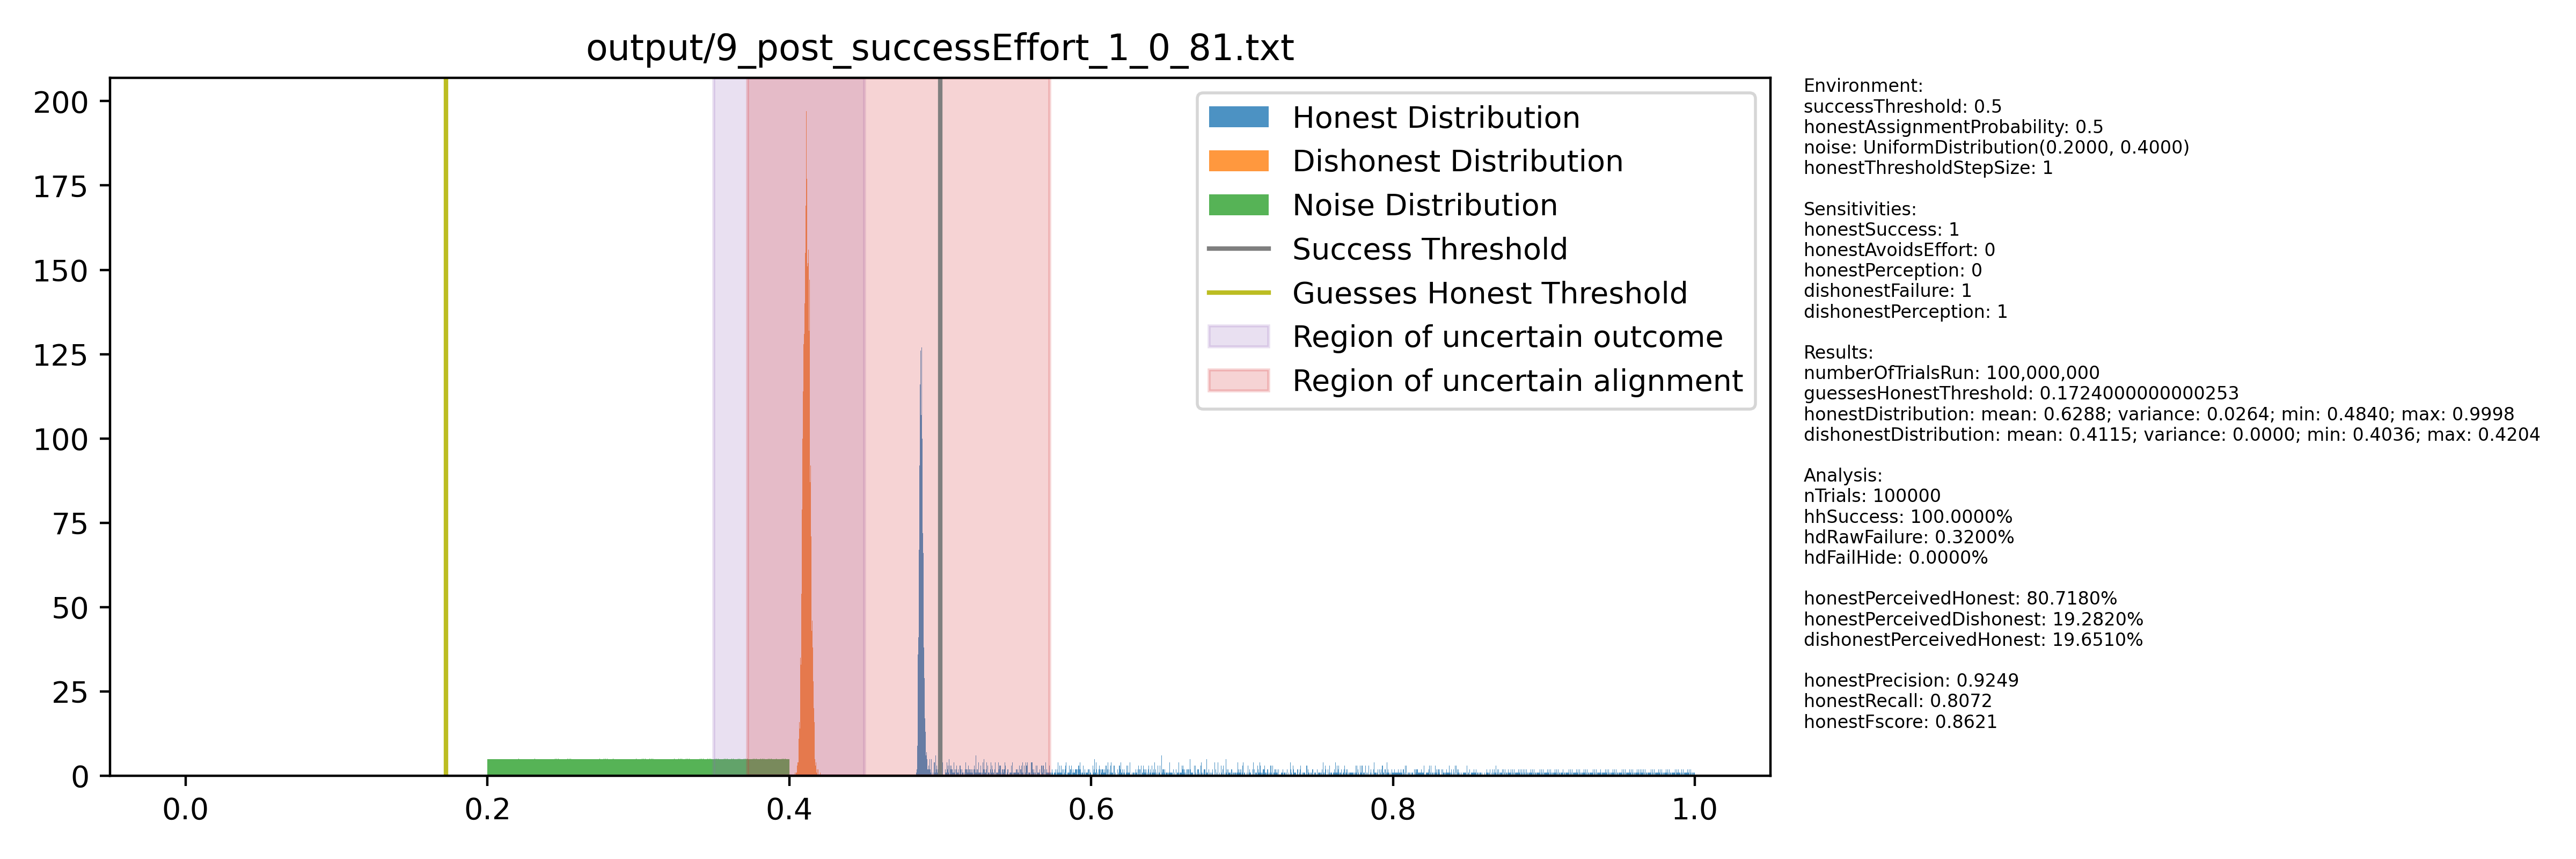 output/9_post_successEffort_1_0_81.txt
200
175
150
125
100
75
50
25
0
0.0
0.2
0.4
0.6
0.8
1.0
Honest Distribution
Dishonest Distribution
Noise Distribution
Success Threshold
Guesses Honest Threshold
Region of uncertain outcome
Region of uncertain alignment
Environment:
successThreshold: 0.5
honestAssignmentProbability: 0.5
noise: UniformDistribution(0.2000, 0.4000)
honestThresholdStepSize: 1
Sensitivities:
honestSuccess: 1
honestAvoidsEffort: 0
honestPerception: 0
dishonestFailure: 1
dishonestPerception: 1
Results:
numberOfTrialsRun: 100,000,000
guessesHonestThreshold: 0.1724000000000253
honestDistribution: mean: 0.6288; variance: 0.0264; min: 0.4840; max: 0.9998
dishonestDistribution: mean: 0.4115; variance: 0.0000; min: 0.4036; max: 0.4204
Analysis:
nTrials: 100000
hhSuccess: 100.0000%
hdRawFailure: 0.3200%
hdFailHide: 0.0000%
honestPerceivedHonest: 80.7180%
honestPerceivedDishonest: 19.2820%
dishonestPerceivedHonest: 19.6510%
honestPrecision: 0.9249
honestRecall: 0.8072
honestFscore: 0.8621